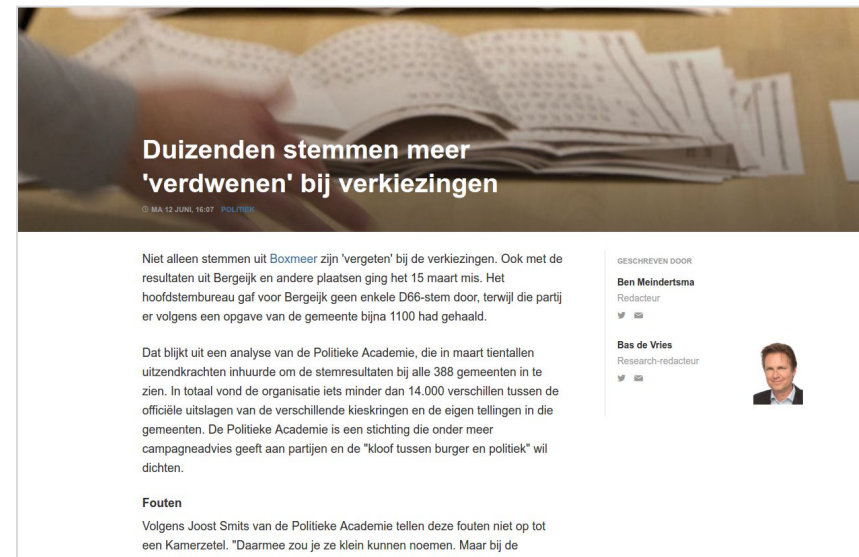 Duizenden stemmen meer
'verdwenen' bij verkiezingen
MA 12 JUNI, 16:07 POLITIEK
Niet alleen stemmen uit Boxmeer zijn 'vergeten' bij de verkiezingen. Ook met de
resultaten uit Bergeijk en andere plaatsen ging het 15 maart mis. Het
hoofdstembureau gaf voor Bergeijk geen enkele D66-stem door, terwijl die partij
er volgens een opgave van de gemeente bijna 1100 had gehaald.
Dat blijkt uit een analyse van de Politieke Academie, die in maart tientallen
uitzendkrachten inhuurde om de stemresultaten bij alle 388 gemeenten in te
zien. In totaal vond de organisatie iets minder dan 14.000 verschillen tussen de
officiële uitslagen van de verschillende kieskringen en de eigen tellingen in die
gemeenten. De Politieke Academie is een stichting die onder meer
campagneadvies geeft aan partijen en de "kloof tussen burger en politiek" wil
dichten.
Fouten
Volgens Joost Smits van de Politieke Academie tellen deze fouten niet op tot
een Kamerzetel. "Daarmee zou je ze klein kunnen noemen. Maar bij de
GESCHREVEN DOOR
Ben Meindertsma
Redacteur
Bas de Vries
Research-redacteur